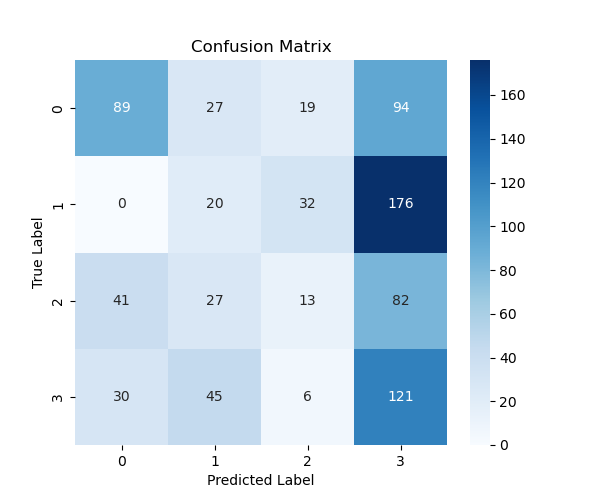 Confusion Matrix
0 89 27 19 94
1 0 20 32 176
2 41 27 13 82
3 30 45 6 121
0 1 2 3
True Label
Predicted Label
160
140
120
100
80
60
40
20
0